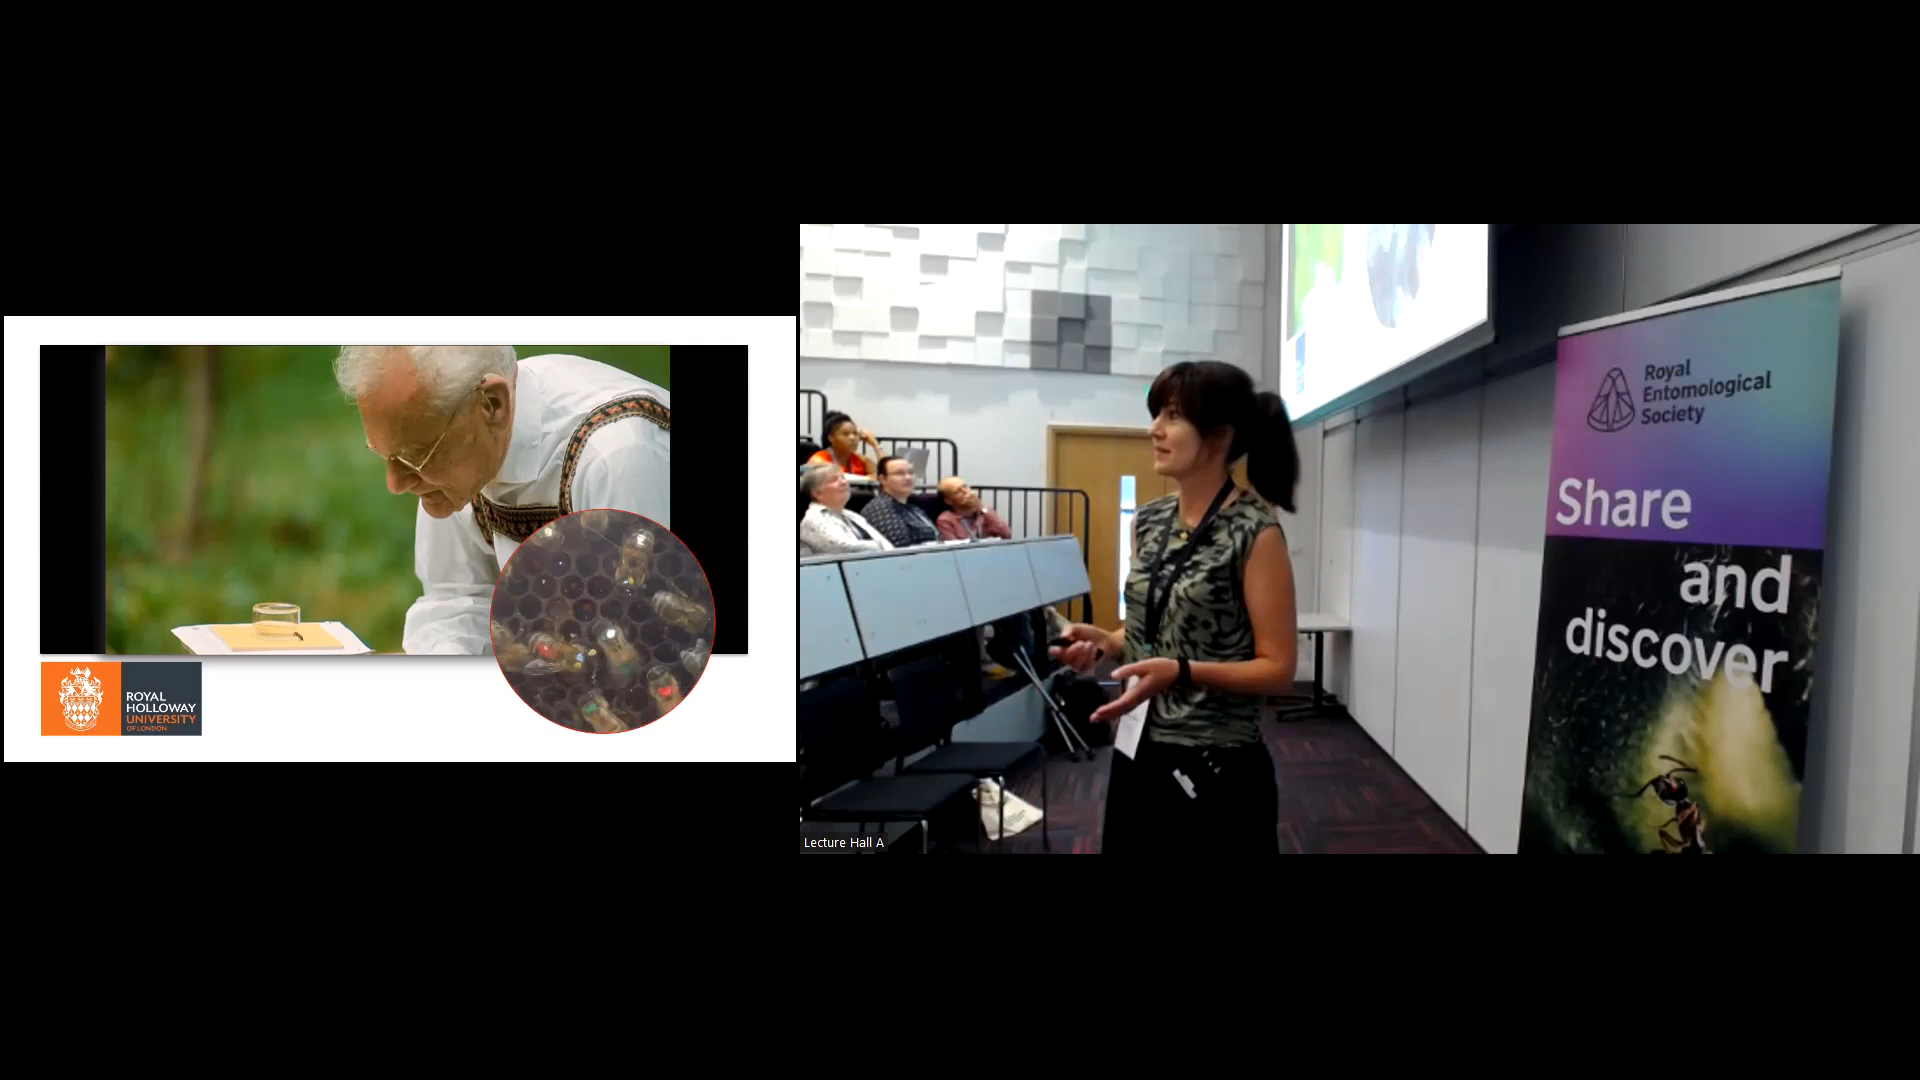 ROYAL
HOLLOWAY
UNIVERSITY
OF LONDON
Royal
Entomological
Society
Share
and
discover
Lecture Hall A